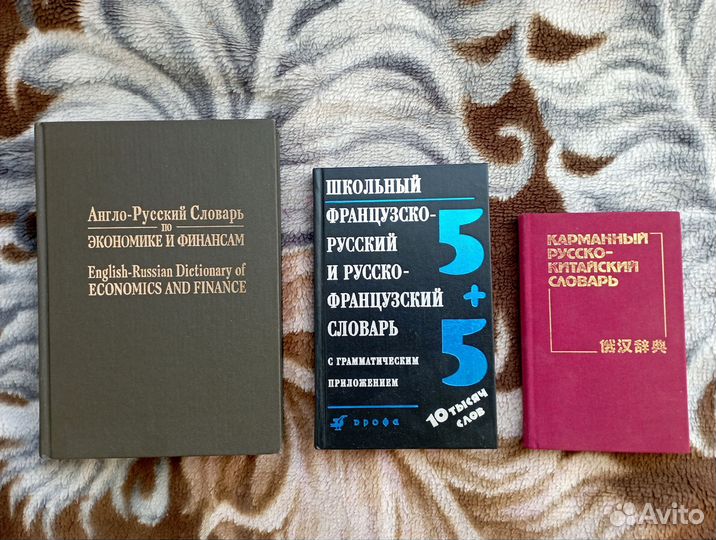 Англо-Русский Словарь
по
экономике и финансам
English-Russian Dictionary of
ECONOMICS AND FINANCE
ШКОЛЬНЫЙ
ФРАНЦУЗСКО-
РУССКИЙ
И РУССКО-
ФРАНЦУЗСКИЙ
СЛОВАРЬ
С ГРАММАТИЧЕСКИМ
ПРИЛОЖЕНИЕМ
5
+
5
10 тысяч
слов
дрофа
КАРМАННЫЙ
РУССКО-
КИТАЙСКИЙ
СЛОВАРЬ
俄汉辞典
Avito